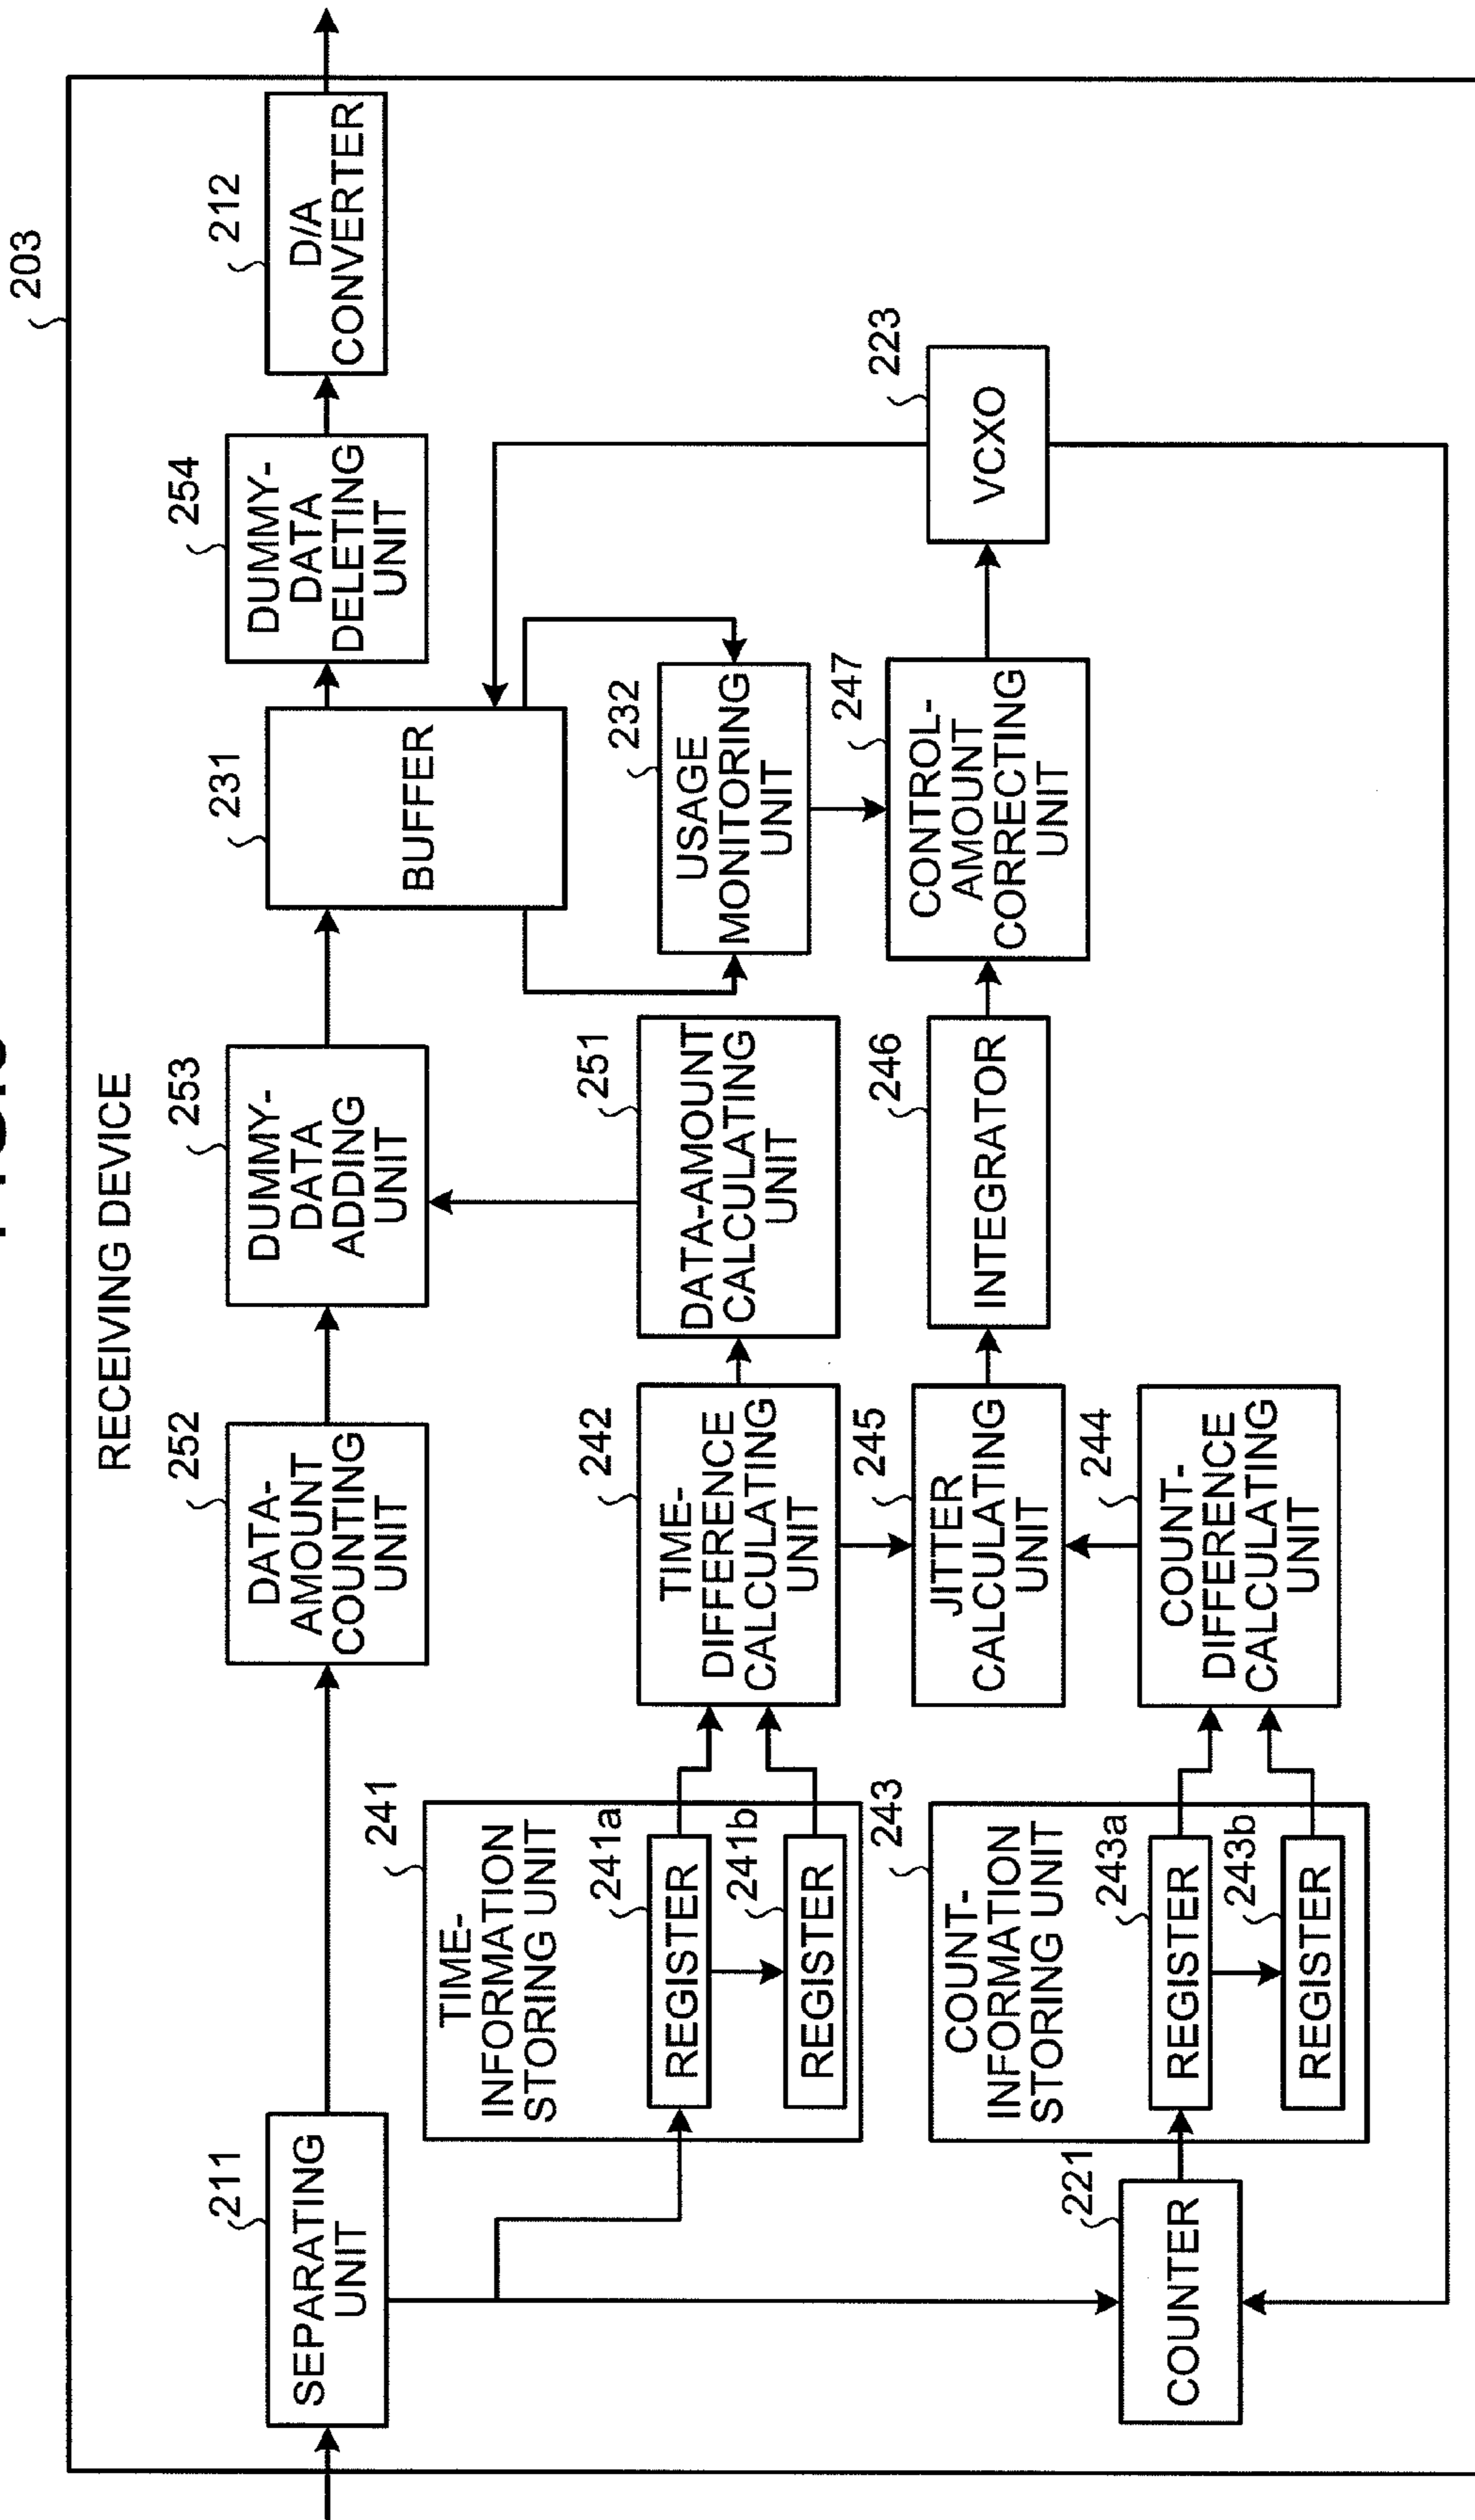 203
RECEIVING DEVICE
211
SEPARATING
UNIT
252
DATA-
AMOUNT
COUNTING
UNIT
253
DUMMY-
DATA
ADDING
UNIT
231
BUFFER
254
DUMMY-
DATA
DELETING
UNIT
212
D/A
CONVERTER
241
TIME-
INFORMATION
STORING UNIT
241a
REGISTER
241b
REGISTER
242
TIME-
DIFFERENCE
CALCULATING
UNIT
251
DATA-AMOUNT
CALCULATING
UNIT
232
USAGE
MONITORING
UNIT
245
JITTER
CALCULATING
UNIT
246
INTEGRATOR
247
CONTROL-
AMOUNT
CORRECTING
UNIT
223
VCXO
221
COUNTER
243
COUNT-
INFORMATION
STORING UNIT
243a
REGISTER
243b
REGISTER
244
COUNT-
DIFFERENCE
CALCULATING
UNIT